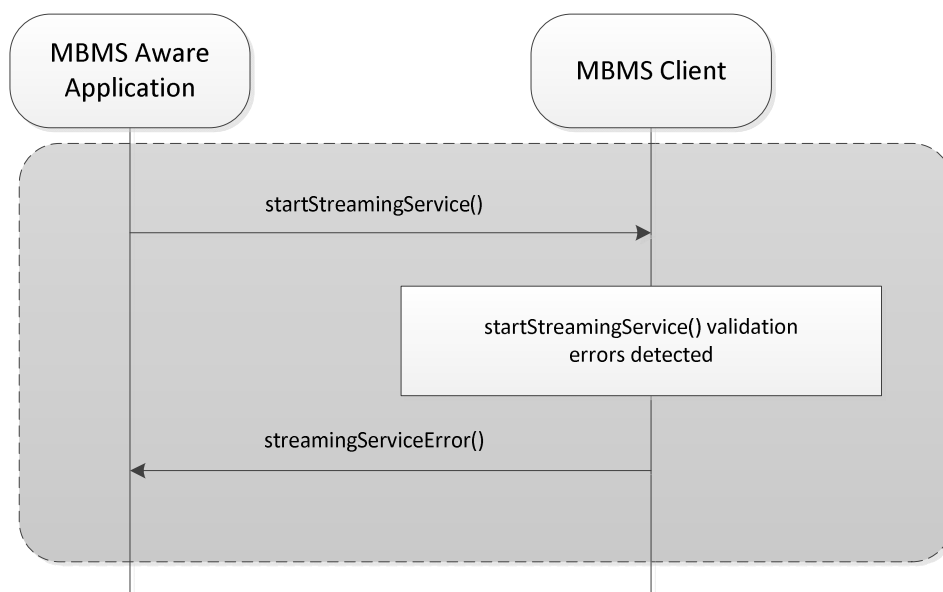 MBMS Aware
Application
MBMS Client
startStreamingService()
startStreamingService() validation
errors detected
streamingServiceError()